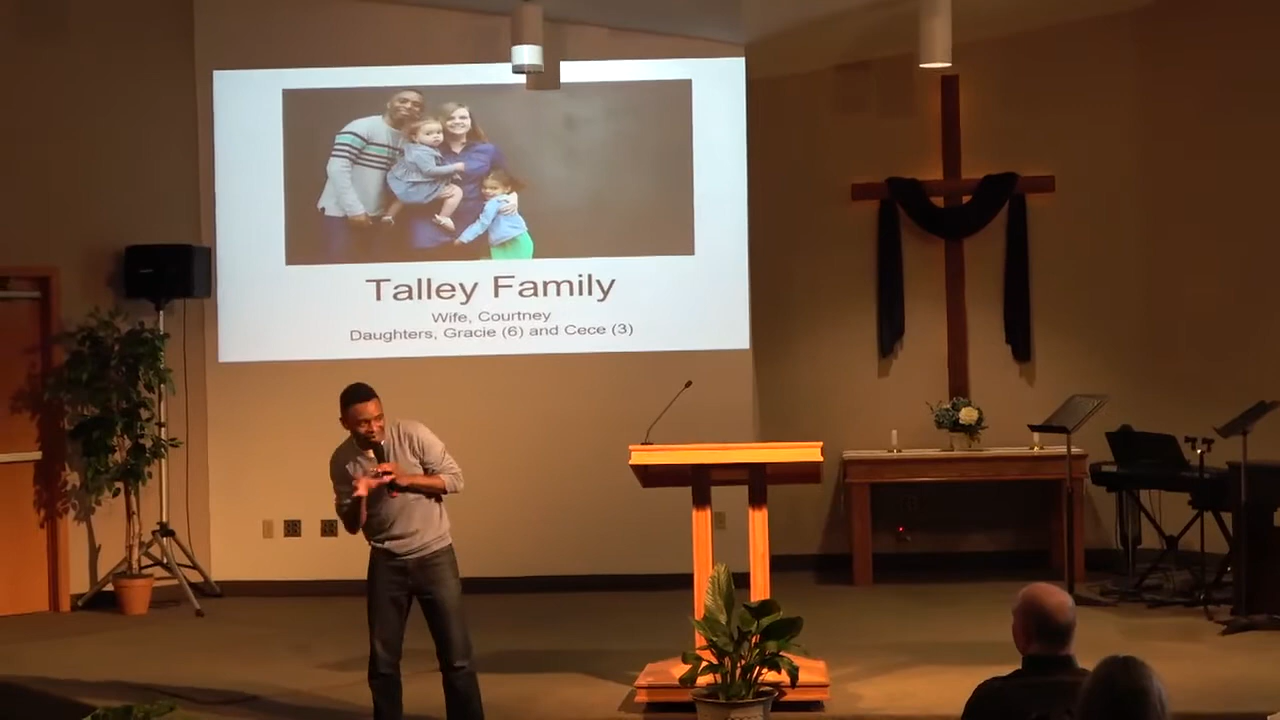 Talley Family
Wife, Courtney
Daughters, Gracie (6) and Cece (3)